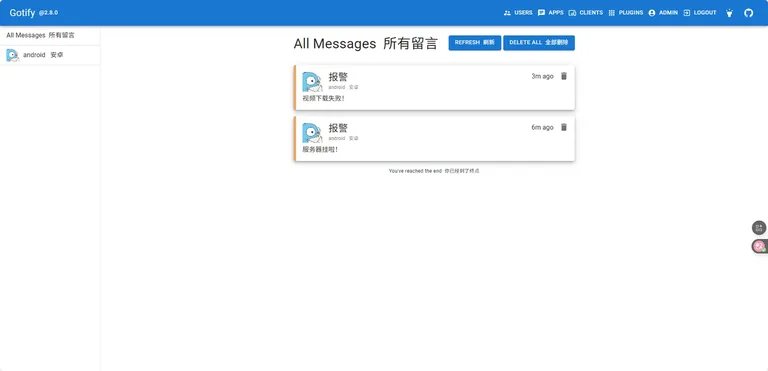 Gotify @2.8.0
USERS APPS CLIENTS PLUGINS ADMIN LOGOUT
All Messages 所有留言
android 安卓
All Messages 所有留言
REFRESH 刷新 DELETE ALL 全部删除
报警 3m ago
android 安卓
视频下载失败!
报警 6m ago
android 安卓
服务器挂啦!
You've reached the end 你已经到了终点